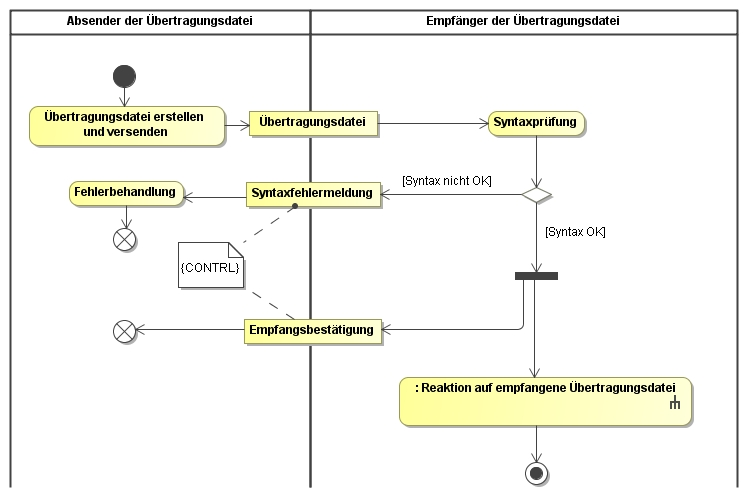 Absender der Übertragungsdatei
Empfänger der Übertragungsdatei
Übertragungsdatei erstellen
und versenden
Übertragungsdatei
Syntaxprüfung
Fehlerbehandlung
Syntaxfehlermeldung
[Syntax nicht OK]
[Syntax OK]
{CONTRL}
Empfangsbestätigung
: Reaktion auf empfangene Übertragungsdatei